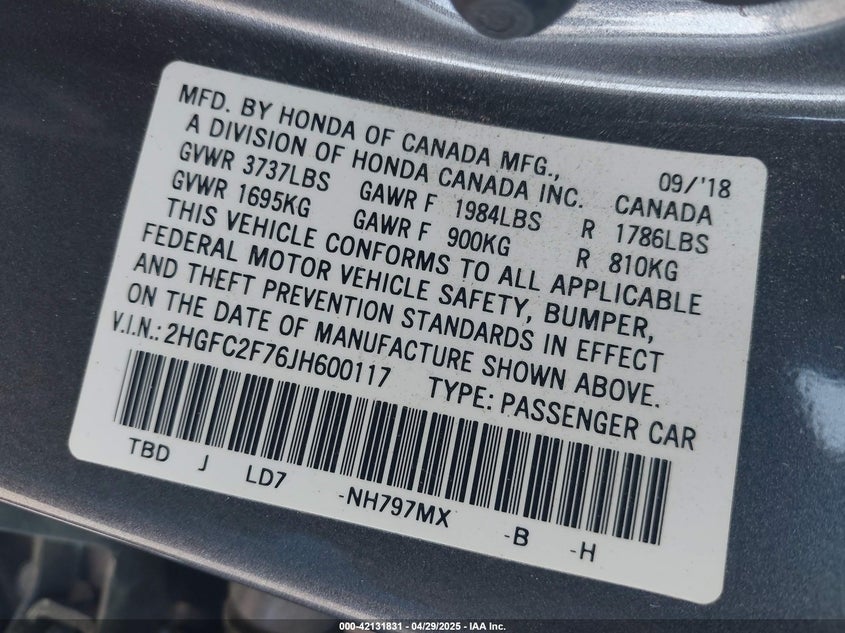 MFD. BY HONDA OF CANADA MFG., 09/'18
A DIVISION OF HONDA CANADA INC. CANADA
GVWR 3737LBS GAWR F 1984LBS R 1786LBS
GVWR 1695KG GAWR F 900KG R 810KG
THIS VEHICLE CONFORMS TO ALL APPLICABLE
FEDERAL MOTOR VEHICLE SAFETY, BUMPER,
AND THEFT PREVENTION STANDARDS IN EFFECT
ON THE DATE OF MANUFACTURE SHOWN ABOVE.
V.I.N.: 2HGFC2F76JH600117 TYPE: PASSENGER CAR
TBD J LD7 -NH797MX -B -H
000-42131831 - 04/29/2025 - IAA Inc.